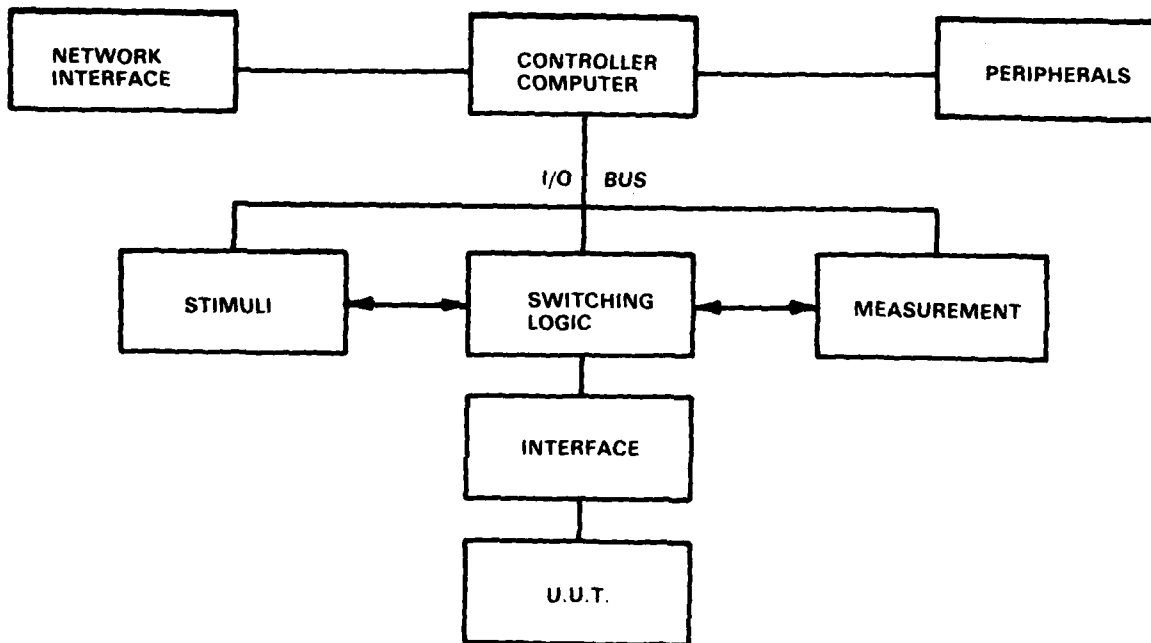 NETWORK
INTERFACE
CONTROLLER
COMPUTER
PERIPHERALS
I/O BUS
STIMULI
SWITCHING
LOGIC
MEASUREMENT
INTERFACE
U.U.T.